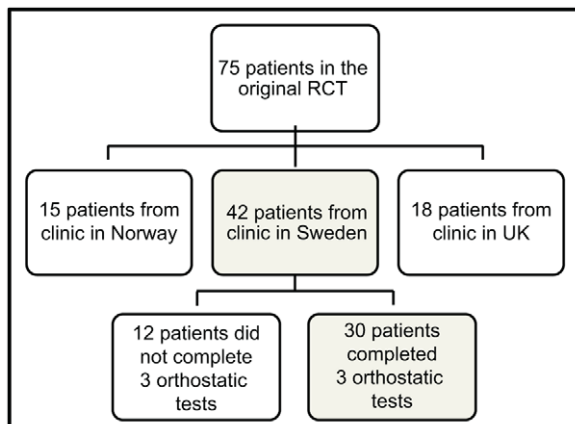 75 patients in the
original RCT
15 patients from
clinic in Norway
42 patients from
clinic in Sweden
18 patients from
clinic in UK
12 patients did
not complete
3 orthostatic
tests
30 patients
completed
3 orthostatic
tests